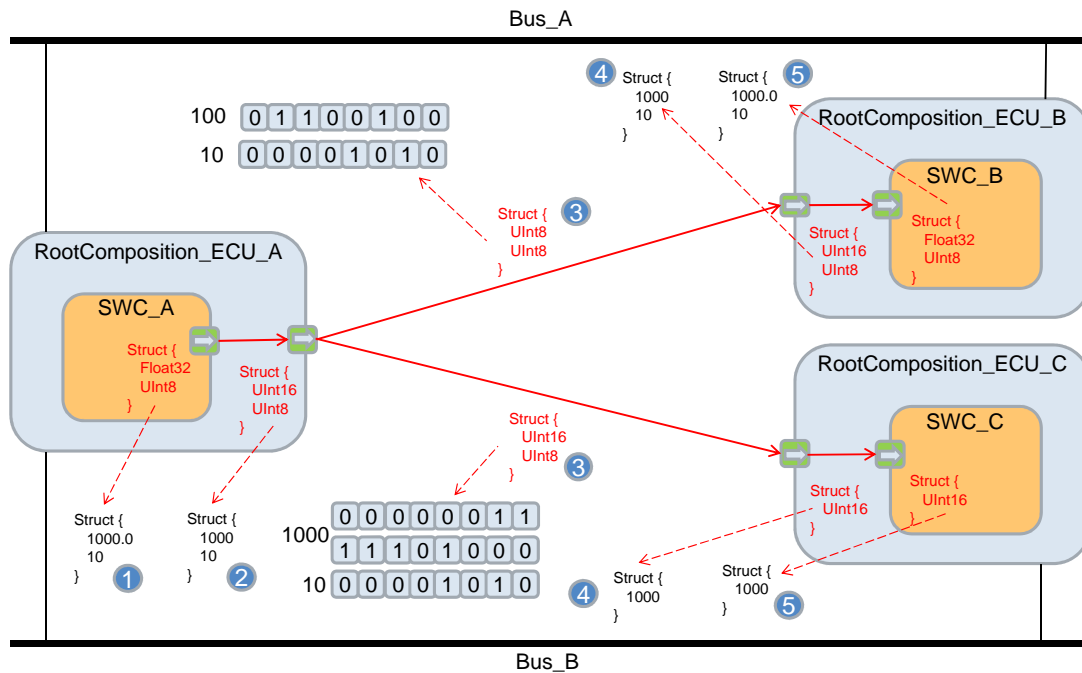 Bus_A
4
Struct {
1000
10
}
Struct {
1000.0
10
}
5
100
0 1 1 0 0 1 0 0
10
0 0 0 0 1 0 1 0
3
Struct {
UInt8
UInt8
}
RootComposition_ECU_B
SWC_B
Struct {
UInt16
UInt8
}
Struct {
Float32
UInt8
}
RootComposition_ECU_A
SWC_A
Struct {
Float32
UInt8
}
Struct {
UInt16
UInt8
}
RootComposition_ECU_C
SWC_C
Struct {
UInt16
}
Struct {
UInt16
}
Struct {
UInt16
UInt8
}
3
Struct {
1000.0
10
}
1
Struct {
1000
10
}
2
1000
0 0 0 0 0 0 1 1
1 1 1 0 1 0 0 0
10
0 0 0 0 1 0 1 0
4
Struct {
1000
}
Struct {
1000
}
5
Bus_B